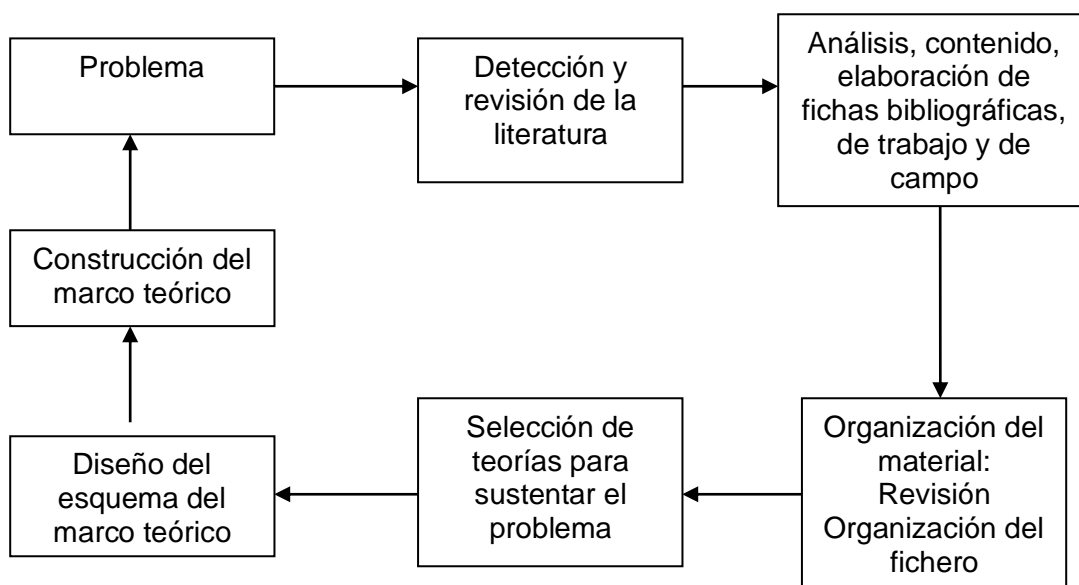 Problema
Detección y
revisión de la
literatura
Análisis, contenido,
elaboración de
fichas bibliográficas,
de trabajo y de
campo
Construcción del
marco teórico
Diseño del
esquema del
marco teórico
Selección de
teorías para
sustentar el
problema
Organización del
material:
Revisión
Organización del
fichero